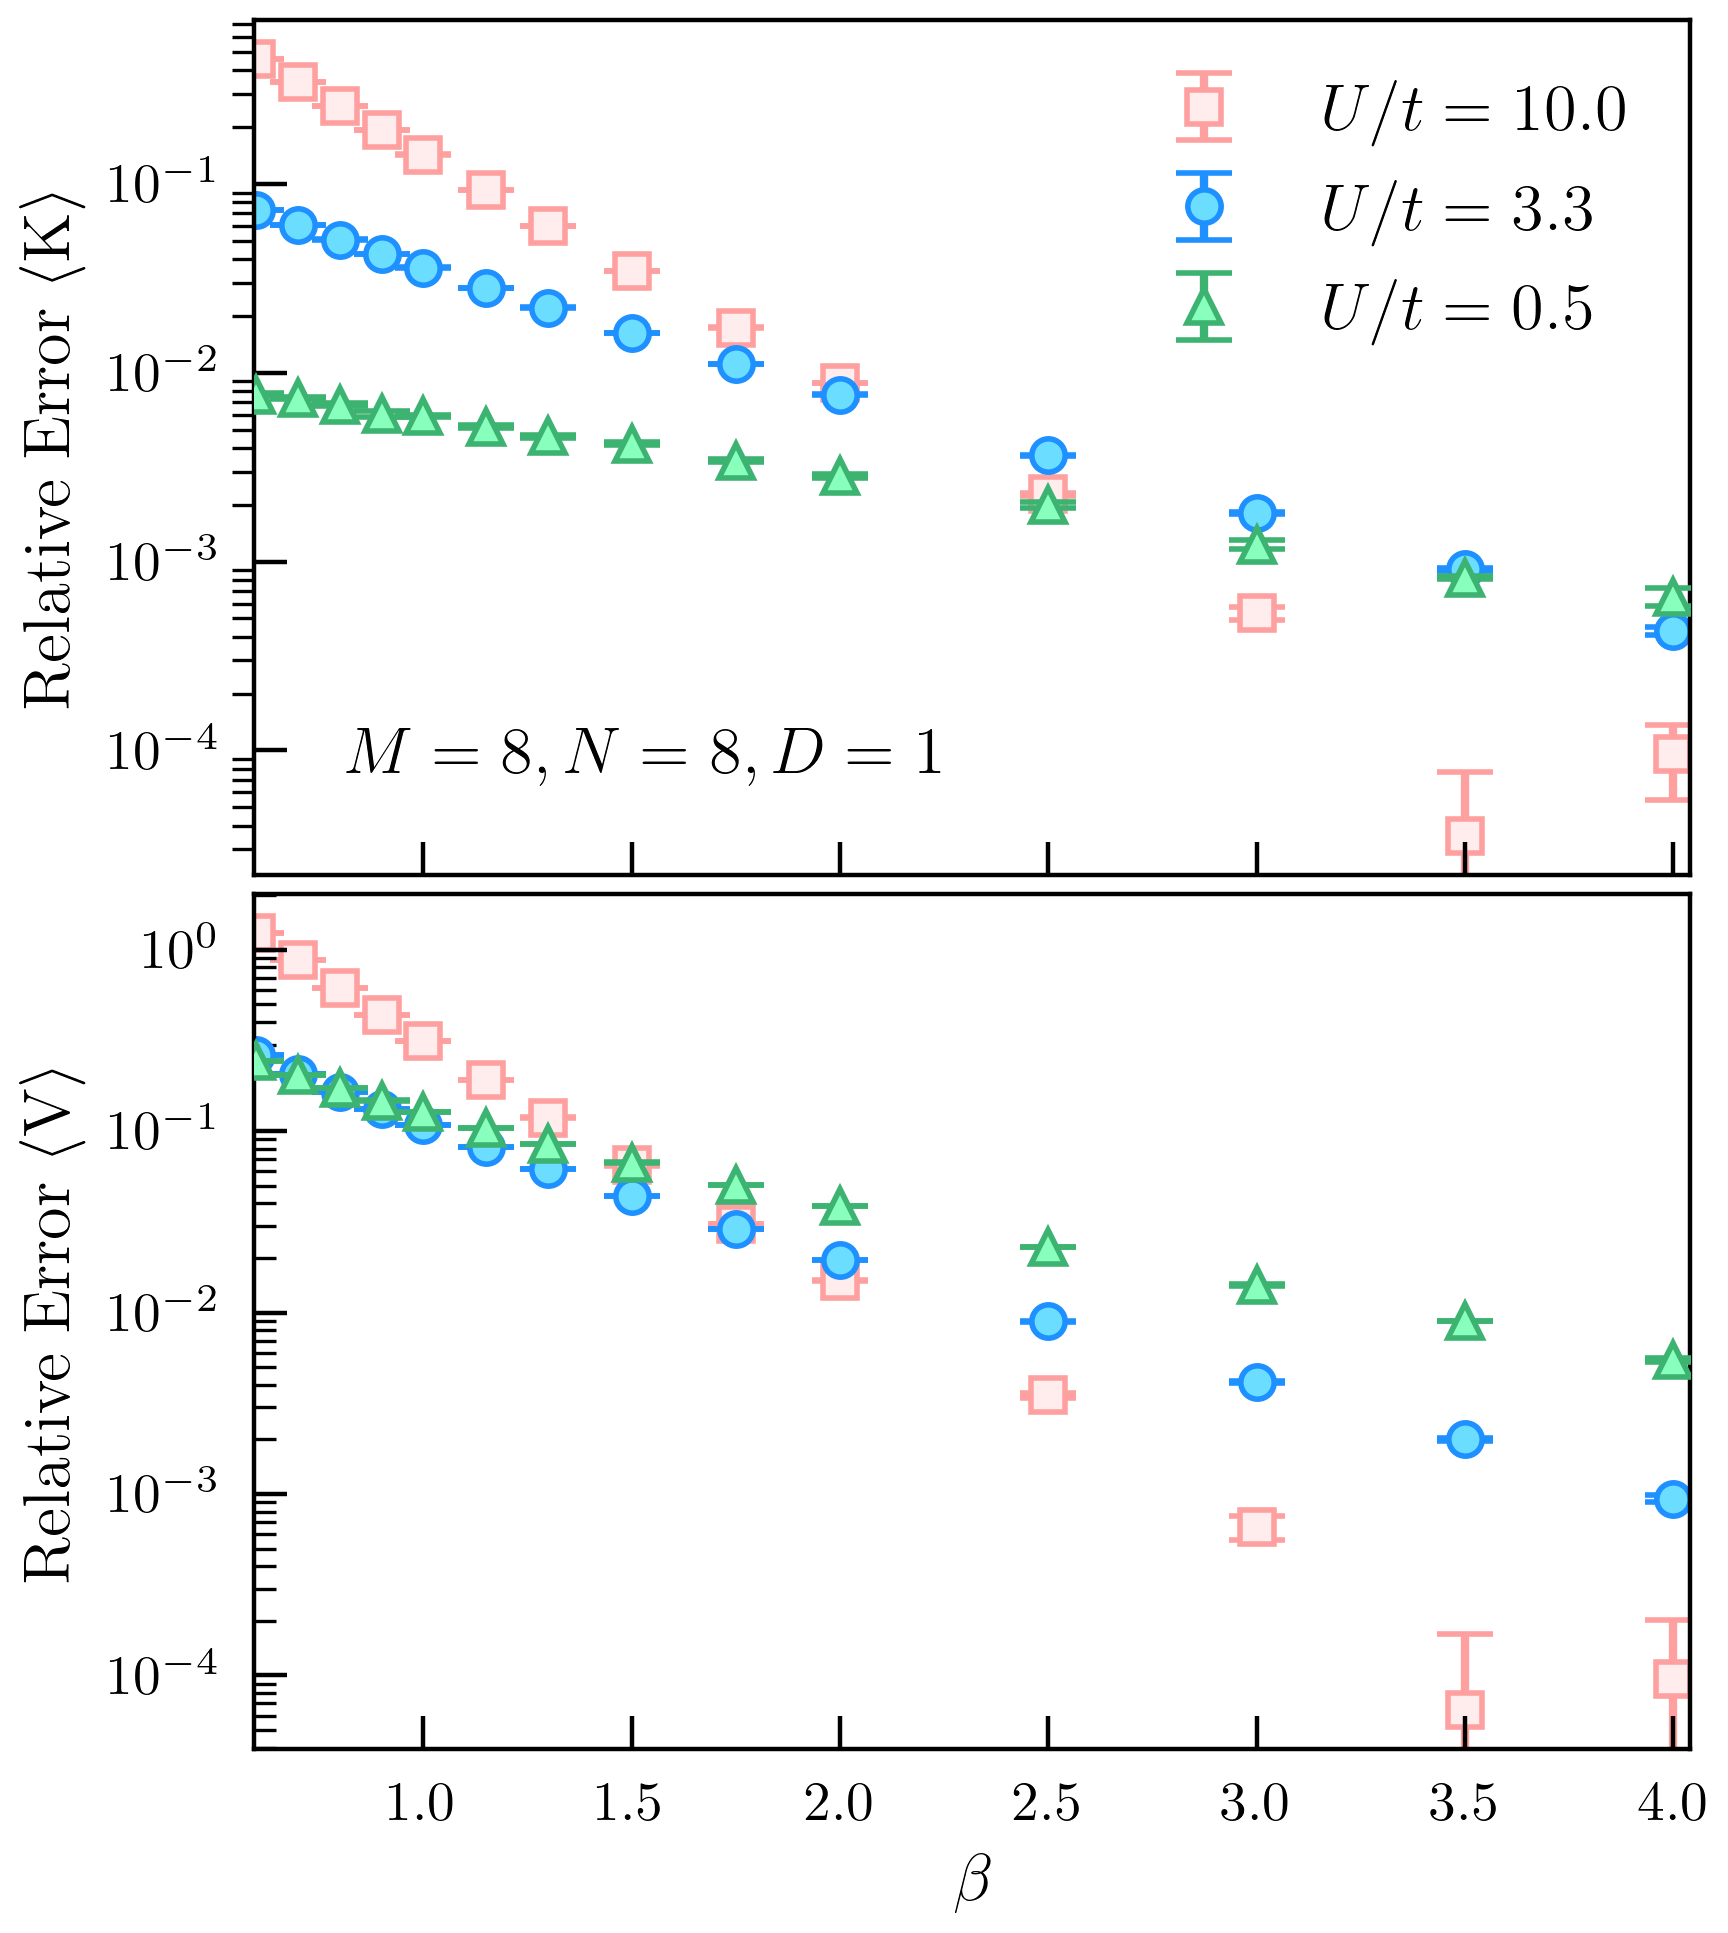 Relative Error ⟨K⟩
10⁻¹
10⁻²
10⁻³
10⁻⁴
U/t = 10.0
U/t = 3.3
U/t = 0.5
M = 8, N = 8, D = 1
Relative Error ⟨V⟩
10⁰
10⁻¹
10⁻²
10⁻³
10⁻⁴
1.0 1.5 2.0 2.5 3.0 3.5 4.0
β